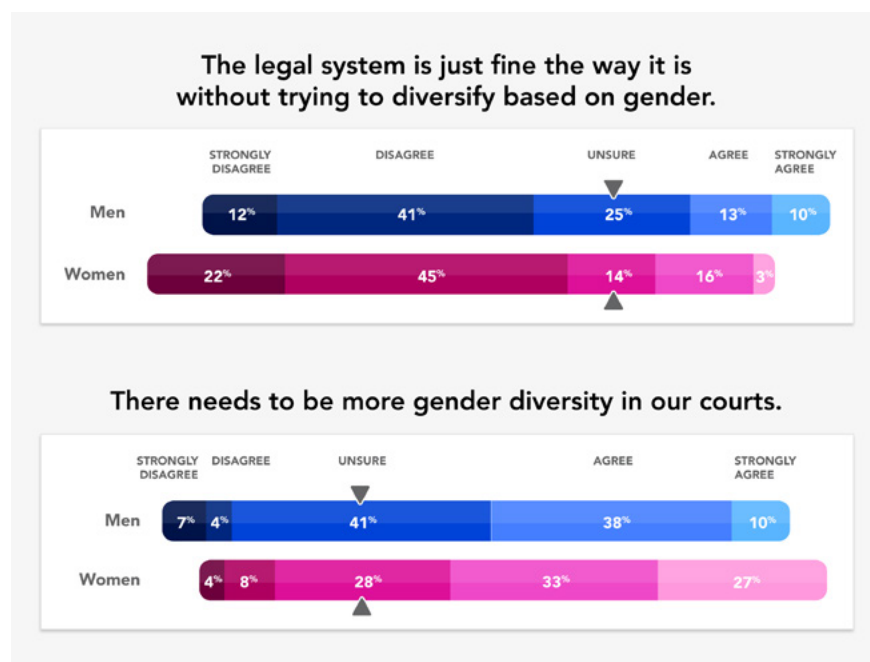 The legal system is just fine the way it is
without trying to diversify based on gender.
STRONGLY DISAGREE UNSURE AGREE STRONGLY
DISAGREE AGREE
Men 12% 41% 25% 13% 10%
Women 22% 45% 14% 16% 3%
There needs to be more gender diversity in our courts.
STRONGLY DISAGREE UNSURE AGREE STRONGLY
DISAGREE AGREE
Men 7% 4% 41% 38% 10%
Women 4% 8% 28% 33% 27%